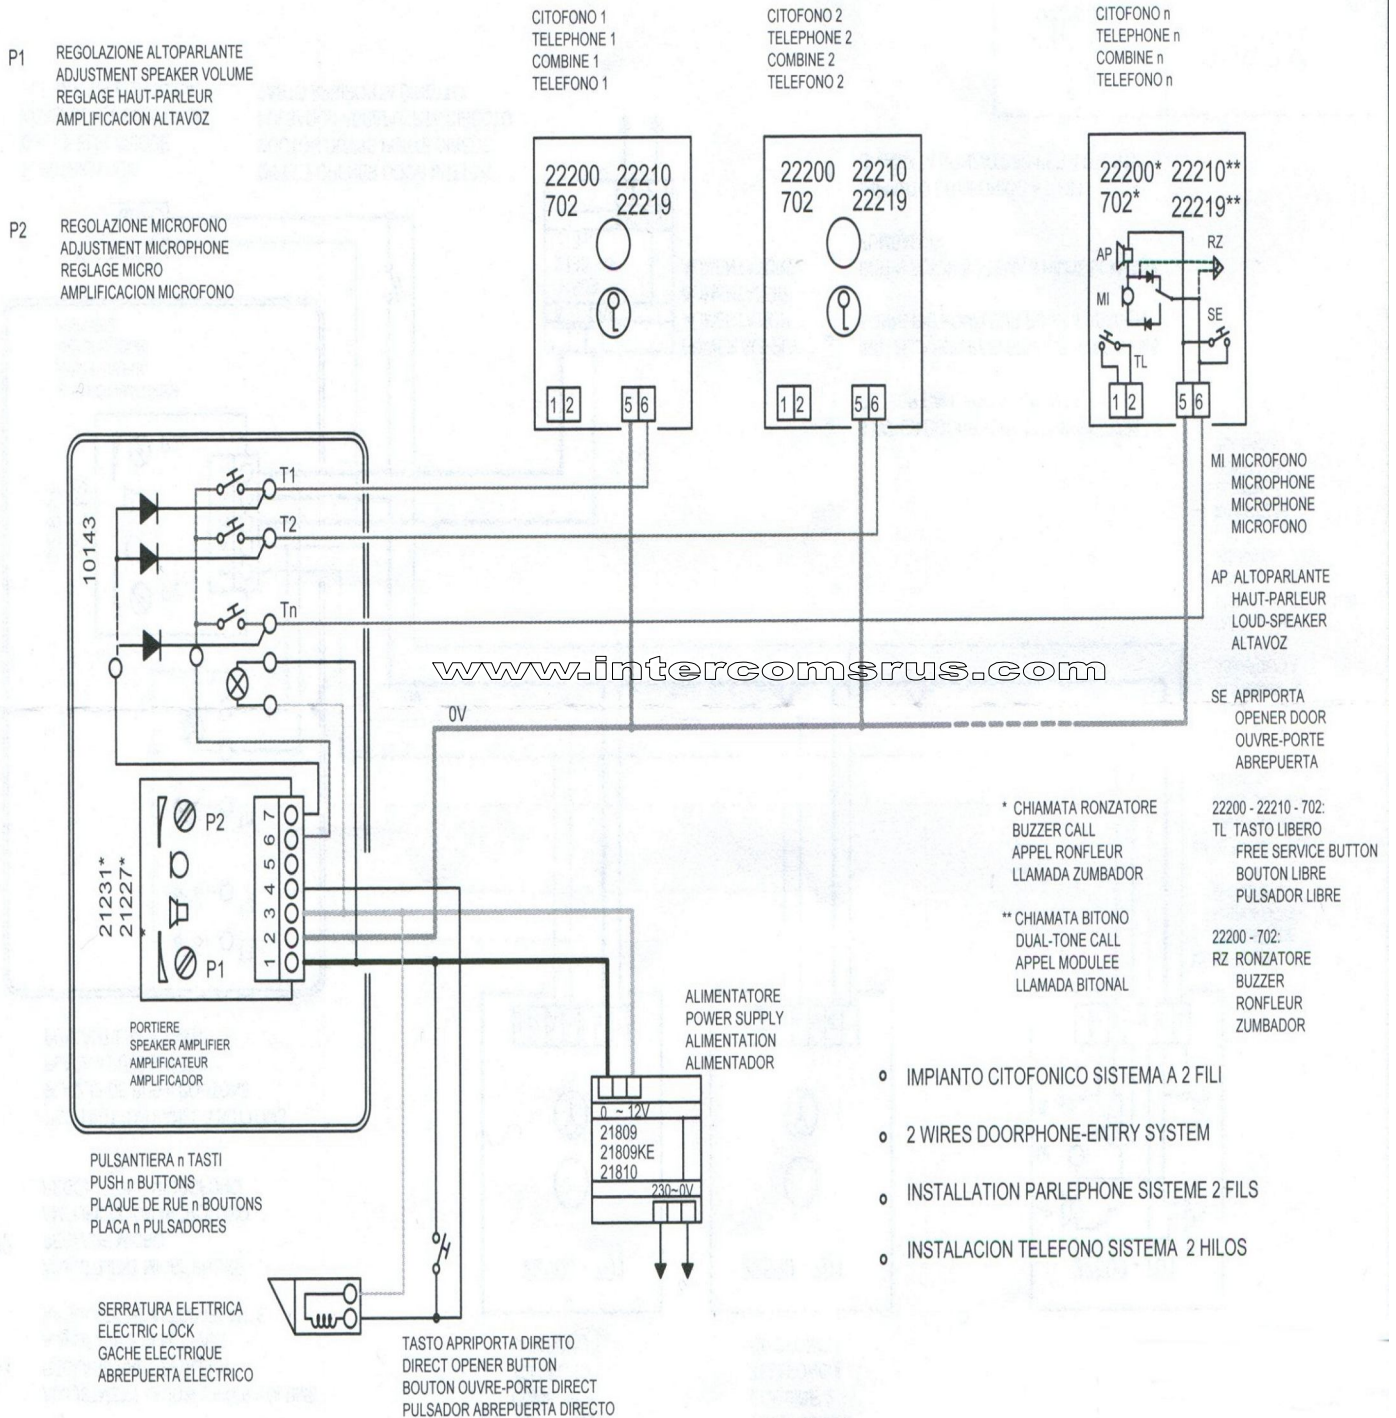 P1
REGOLAZIONE ALTOPARLANTE
ADJUSTMENT SPEAKER VOLUME
REGLAGE HAUT-PARLEUR
AMPLIFICACION ALTAVOZ
P2
REGOLAZIONE MICROFONO
ADJUSTMENT MICROPHONE
REGLAGE MICRO
AMPLIFICACION MICROFONO
CITOFONO 1
TELEPHONE 1
COMBINE 1
TELEFONO 1
CITOFONO 2
TELEPHONE 2
COMBINE 2
TELEFONO 2
CITOFONO n
TELEPHONE n
COMBINE n
TELEFONO n
22200 22210
702 22219
1 2
5 6
22200 22210
702 22219
1 2
5 6
22200* 22210**
702* 22219**
AP
RZ
MI
SE
TL
1 2
5 6
MI MICROFONO
MICROPHONE
MICROPHONE
MICROFONO
AP ALTOPARLANTE
HAUT-PARLEUR
LOUD-SPEAKER
ALTAVOZ
SE APRIPORTA
OPENER DOOR
OUVRE-PORTE
ABREPUERTA
10143
T1
T2
Tn
www.intercomsrus.com
0V
21231*
21227*
*
P2
P1
7
6
5
4
3
2
1
PORTIERE
SPEAKER AMPLIFIER
AMPLIFICATEUR
AMPLIFICADOR
PULSANTIERA n TASTI
PUSH n BUTTONS
PLAQUE DE RUE n BOUTONS
PLACA n PULSADORES
SERRATURA ELETTRICA
ELECTRIC LOCK
GACHE ELECTRIQUE
ABREPUERTA ELECTRICO
TASTO APRIPORTA DIRETTO
DIRECT OPENER BUTTON
BOUTON OUVRE-PORTE DIRECT
PULSADOR ABREPUERTA DIRECTO
ALIMENTATORE
POWER SUPPLY
ALIMENTATION
ALIMENTADOR
0 ~ 12V
21809
21809KE
21810
230~0V
* CHIAMATA RONZATORE
BUZZER CALL
APPEL RONFLEUR
LLAMADA ZUMBADOR
** CHIAMATA BITONO
DUAL-TONE CALL
APPEL MODULEE
LLAMADA BITONAL
22200 - 22210 - 702:
TL TASTO LIBERO
FREE SERVICE BUTTON
BOUTON LIBRE
PULSADOR LIBRE
22200 - 702:
RZ RONZATORE
BUZZER
RONFLEUR
ZUMBADOR
IMPIANTO CITOFONICO SISTEMA A 2 FILI
2 WIRES DOORPHONE-ENTRY SYSTEM
INSTALLATION PARLEPHONE SISTEME 2 FILS
INSTALACION TELEFONO SISTEMA 2 HILOS